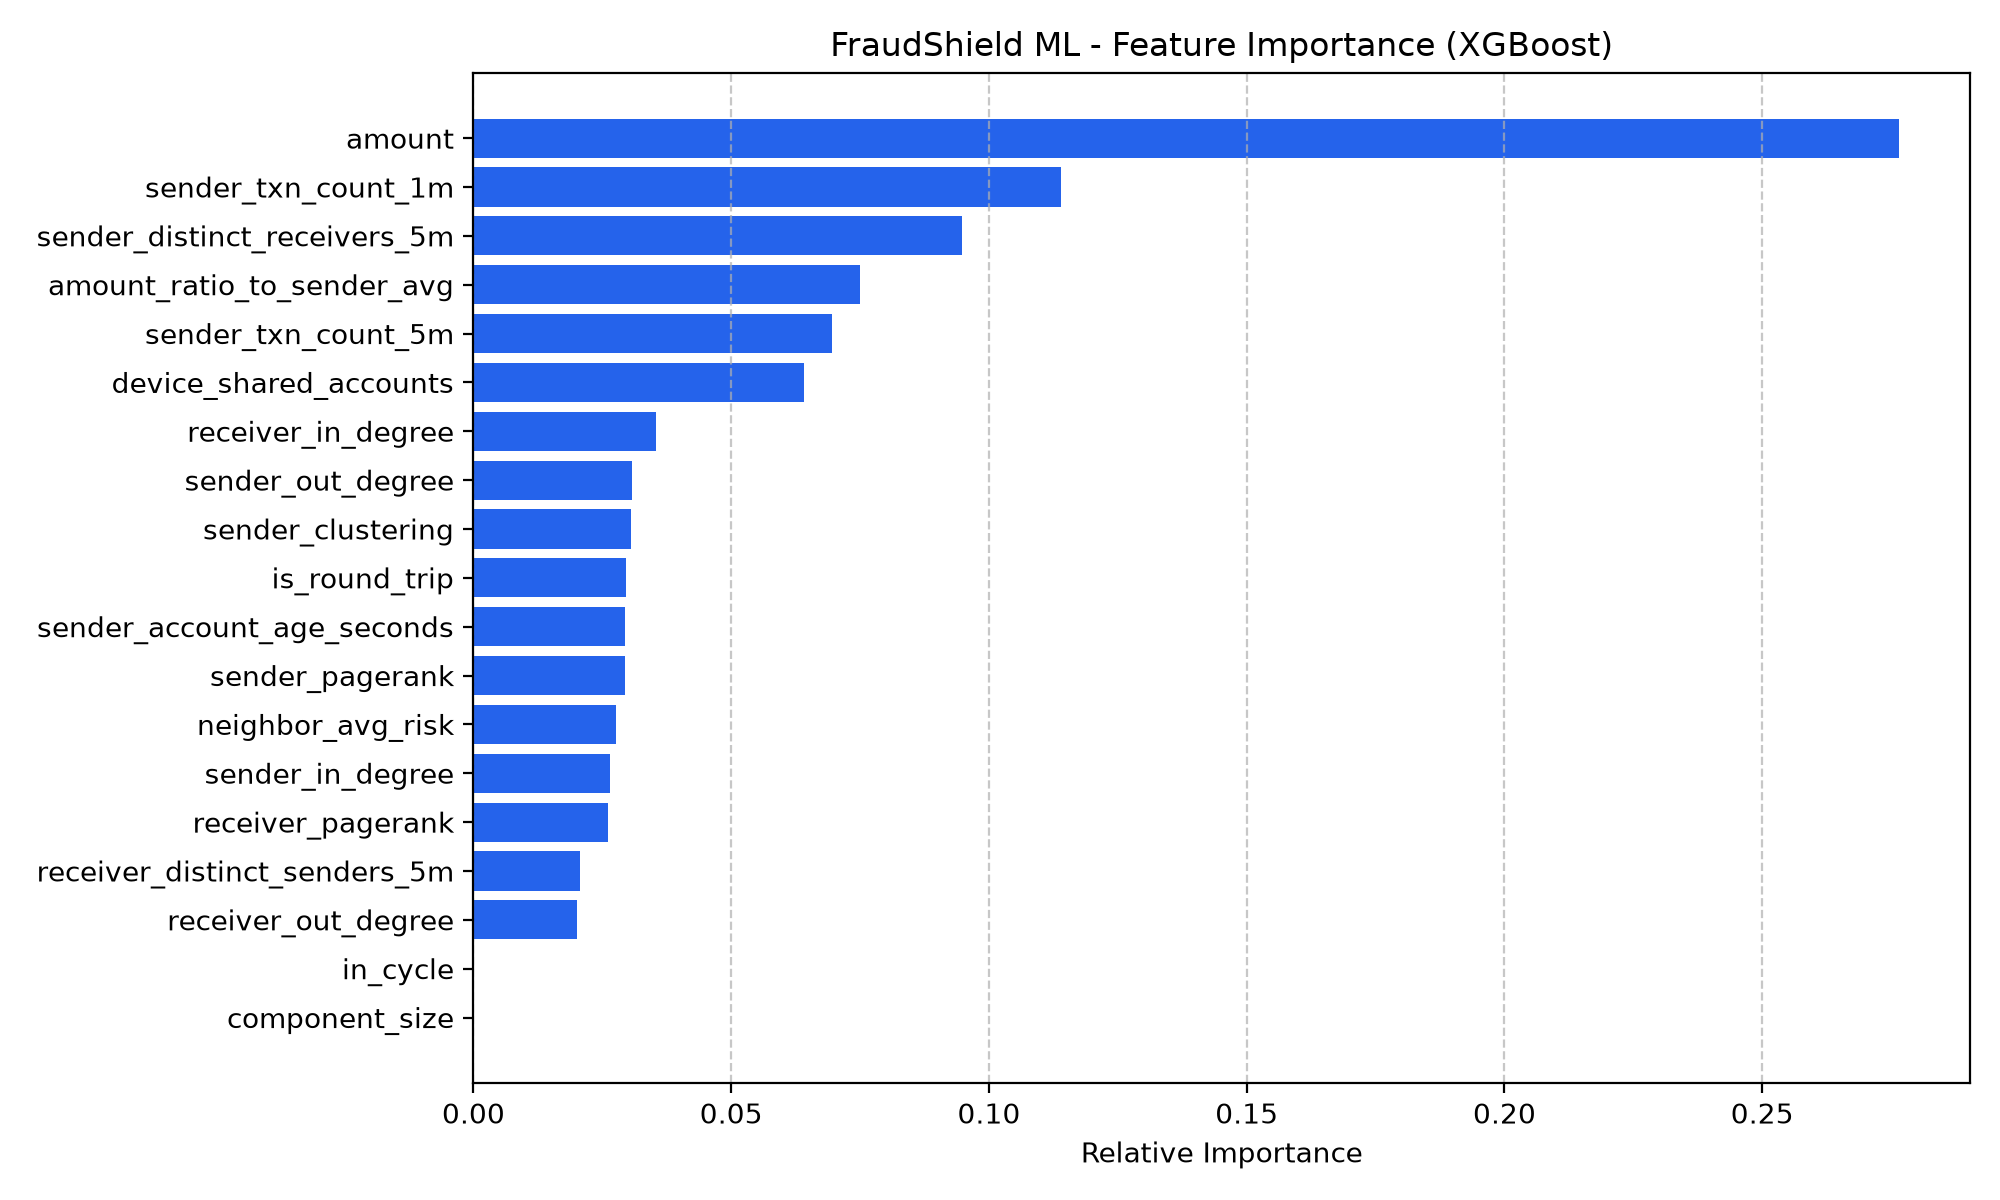 FraudShield ML - Feature Importance (XGBoost)
amount
sender_txn_count_1m
sender_distinct_receivers_5m
amount_ratio_to_sender_avg
sender_txn_count_5m
device_shared_accounts
receiver_in_degree
sender_out_degree
sender_clustering
is_round_trip
sender_account_age_seconds
sender_pagerank
neighbor_avg_risk
sender_in_degree
receiver_pagerank
receiver_distinct_senders_5m
receiver_out_degree
in_cycle
component_size
0.00 0.05 0.10 0.15 0.20 0.25
Relative Importance